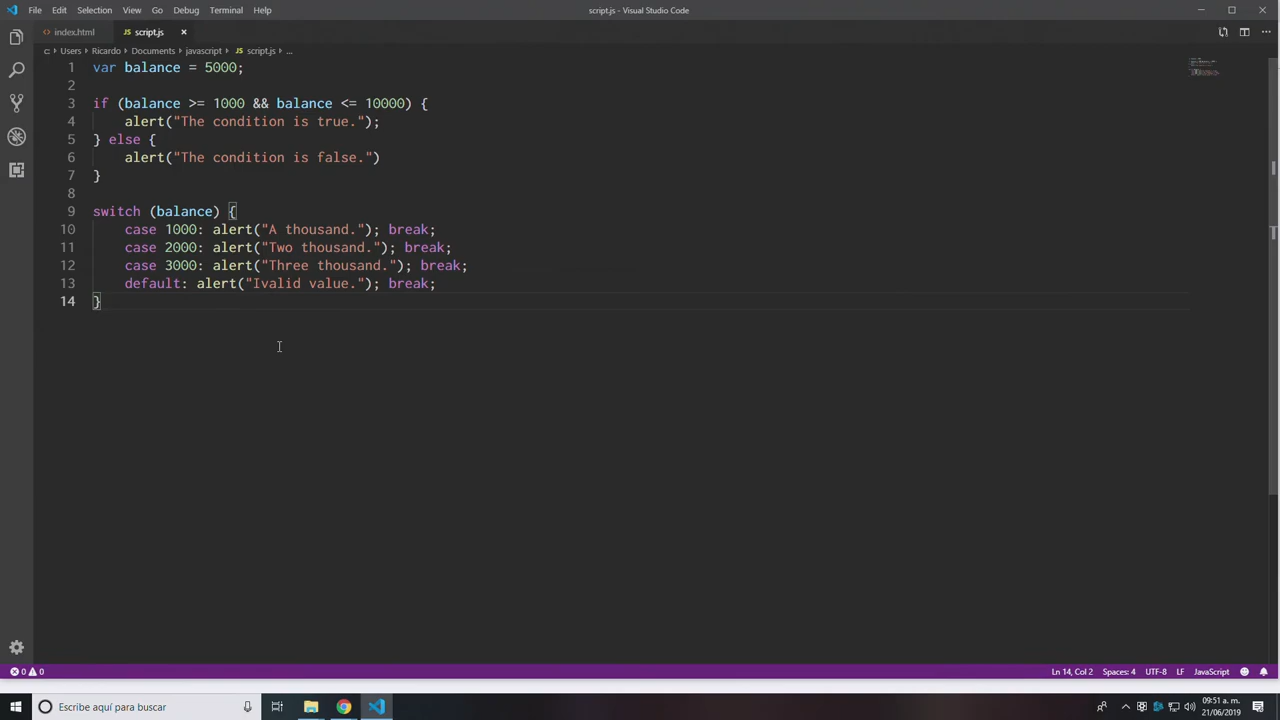 File Edit Selection View Go Debug Terminal Help
script.js - Visual Studio Code
index.html
JS script.js
C: Users Ricardo Documents javascript JS script.js ...
1 var balance = 5000;
2
3 if (balance >= 1000 && balance <= 10000) {
4 alert("The condition is true.");
5 } else {
6 alert("The condition is false.")
7 }
8
9 switch (balance) {
10 case 1000: alert("A thousand."); break;
11 case 2000: alert("Two thousand."); break;
12 case 3000: alert("Three thousand."); break;
13 default: alert("Ivalid value."); break;
14 }
0 0
Ln 14, Col 2 Spaces: 4 UTF-8 LF JavaScript
Escribe aquí para buscar
09:51 a. m.
21/06/2019